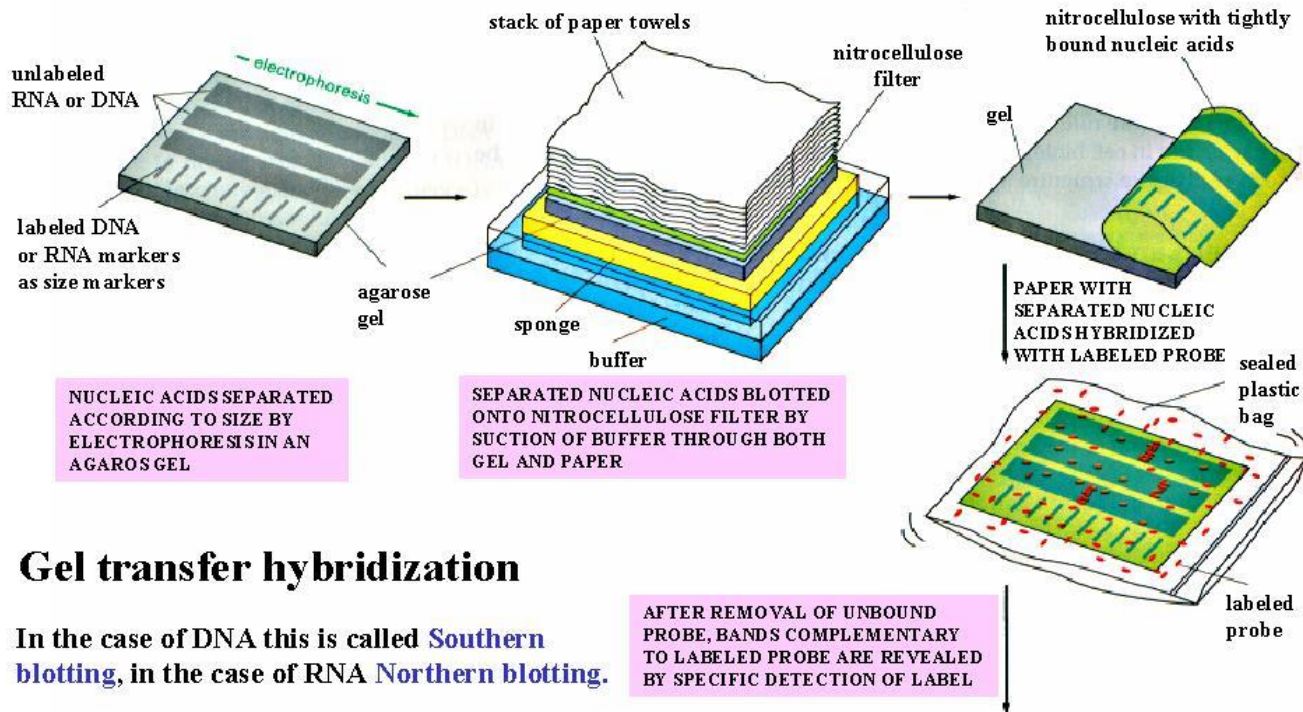 unlabeled
RNA or DNA
electrophoresis
labeled DNA
or RNA markers
as size markers
agarose
gel
stack of paper towels
nitrocellulose
filter
sponge
buffer
nitrocellulose with tightly
bound nucleic acids
gel
PAPER WITH
SEPARATED NUCLEIC
ACIDS HYBRIDIZED
WITH LABELED PROBE
sealed
plastic
bag
labeled
probe
NUCLEIC ACIDS SEPARATED
ACCORDING TO SIZE BY
ELECTROPHORESIS IN AN
AGAROS GEL
SEPARATED NUCLEIC ACIDS BLOTTED
ONTO NITROCELLULOSE FILTER BY
SUCTION OF BUFFER THROUGH BOTH
GEL AND PAPER
Gel transfer hybridization
In the case of DNA this is called Southern
blotting, in the case of RNA Northern blotting.
AFTER REMOVAL OF UNBOUND
PROBE, BANDS COMPLEMENTARY
TO LABELED PROBE ARE REVEALED
BY SPECIFIC DETECTION OF LABEL